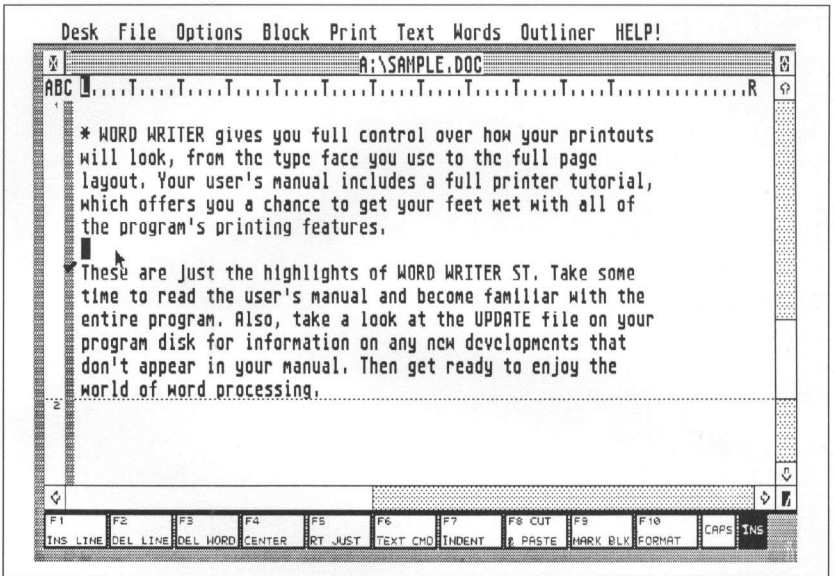 Desk File Options Block Print Text Words Outliner HELP!
A:\SAMPLE.DOC
ABC L....T....T....T....T....T....T....T....T....T....T....T..............R
1
* WORD WRITER gives you full control over how your printouts
will look, from the type face you use to the full page
layout. Your user's manual includes a full printer tutorial,
which offers you a chance to get your feet wet with all of
the program's printing features.
These are just the highlights of WORD WRITER ST. Take some
time to read the user's manual and become familiar with the
entire program. Also, take a look at the UPDATE file on your
program disk for information on any new developments that
don't appear in your manual. Then get ready to enjoy the
world of word processing.
2
F1 F2 F3 F4 F5 F6 F7 F8 CUT F9 F10 CAPS INS
INS LINE DEL LINE DEL WORD CENTER RT JUST TEXT CMD INDENT & PASTE MARK BLK FORMAT